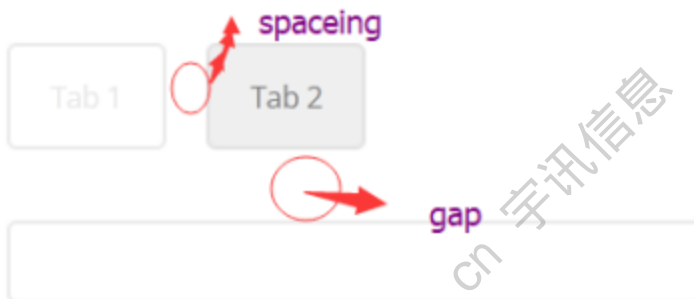 spaceing
Tab 1
Tab 2
gap
cn 宇讯信息